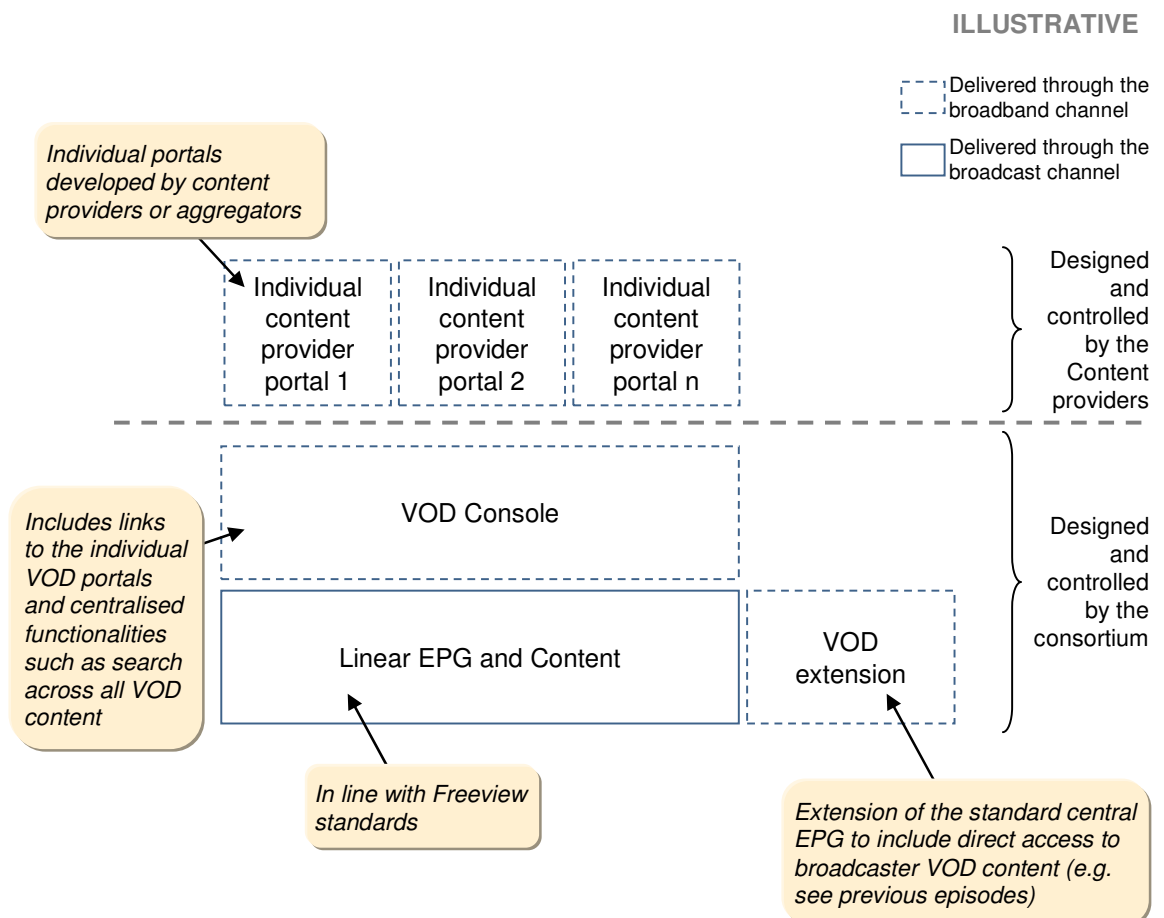 ILLUSTRATIVE
Delivered through the
broadband channel
Delivered through the
broadcast channel
Individual portals
developed by content
providers or aggregators
Individual
content
provider
portal 1
Individual
content
provider
portal 2
Individual
content
provider
portal n
Designed
and
controlled
by the
Content
providers
VOD Console
Includes links
to the individual
VOD portals
and centralised
functionalities
such as search
across all VOD
content
Designed
and
controlled
by the
consortium
Linear EPG and Content
VOD
extension
In line with Freeview
standards
Extension of the standard central
EPG to include direct access to
broadcaster VOD content (e.g.
see previous episodes)